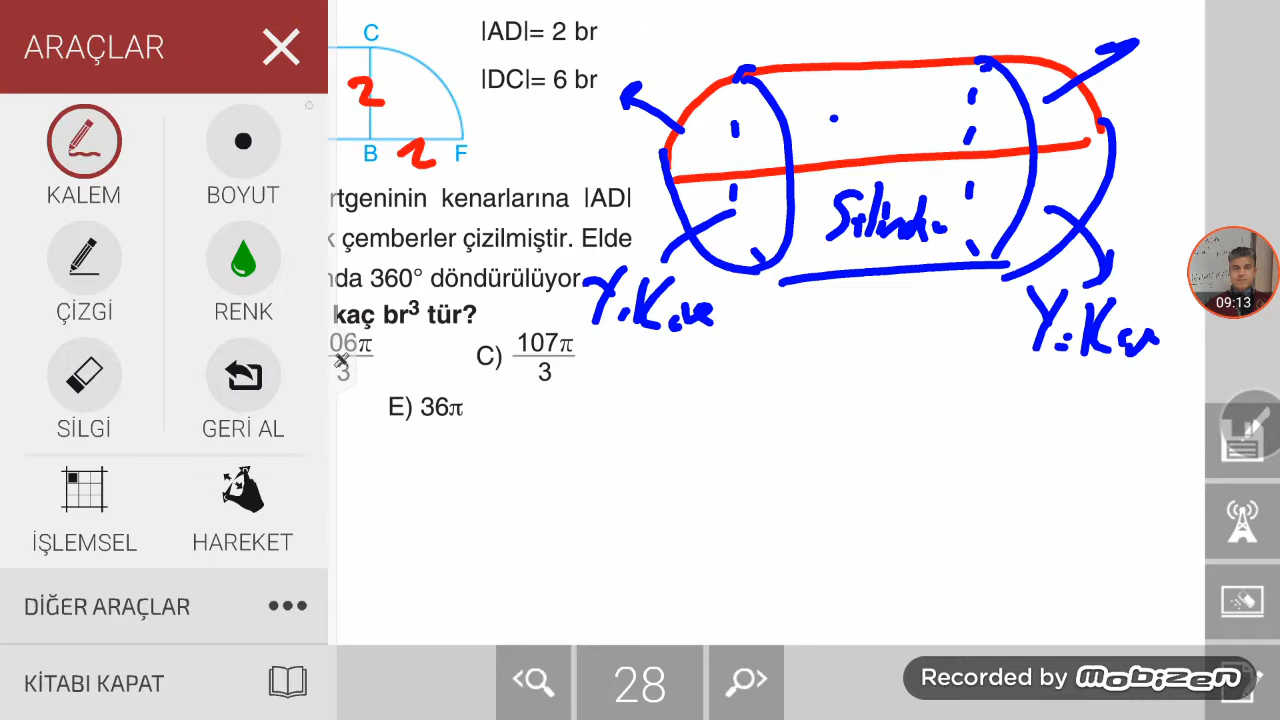 ARAÇLAR
KALEM
BOYUT
ÇİZGİ
RENK
SİLGİ
GERİ AL
İŞLEMSEL
HAREKET
DİĞER ARAÇLAR
KİTABI KAPAT
C
2
B
2
F
|AD|= 2 br
|DC|= 6 br
rtgeninin kenarlarına |AD|
k çemberler çizilmiştir. Elde
nda 360° döndürülüyor.
kaç br³ tür?
06π
3
C) 107π
3
E) 36π
Y.Küre
Silindir
Y.Küre
09:13
28
Recorded by mobizen